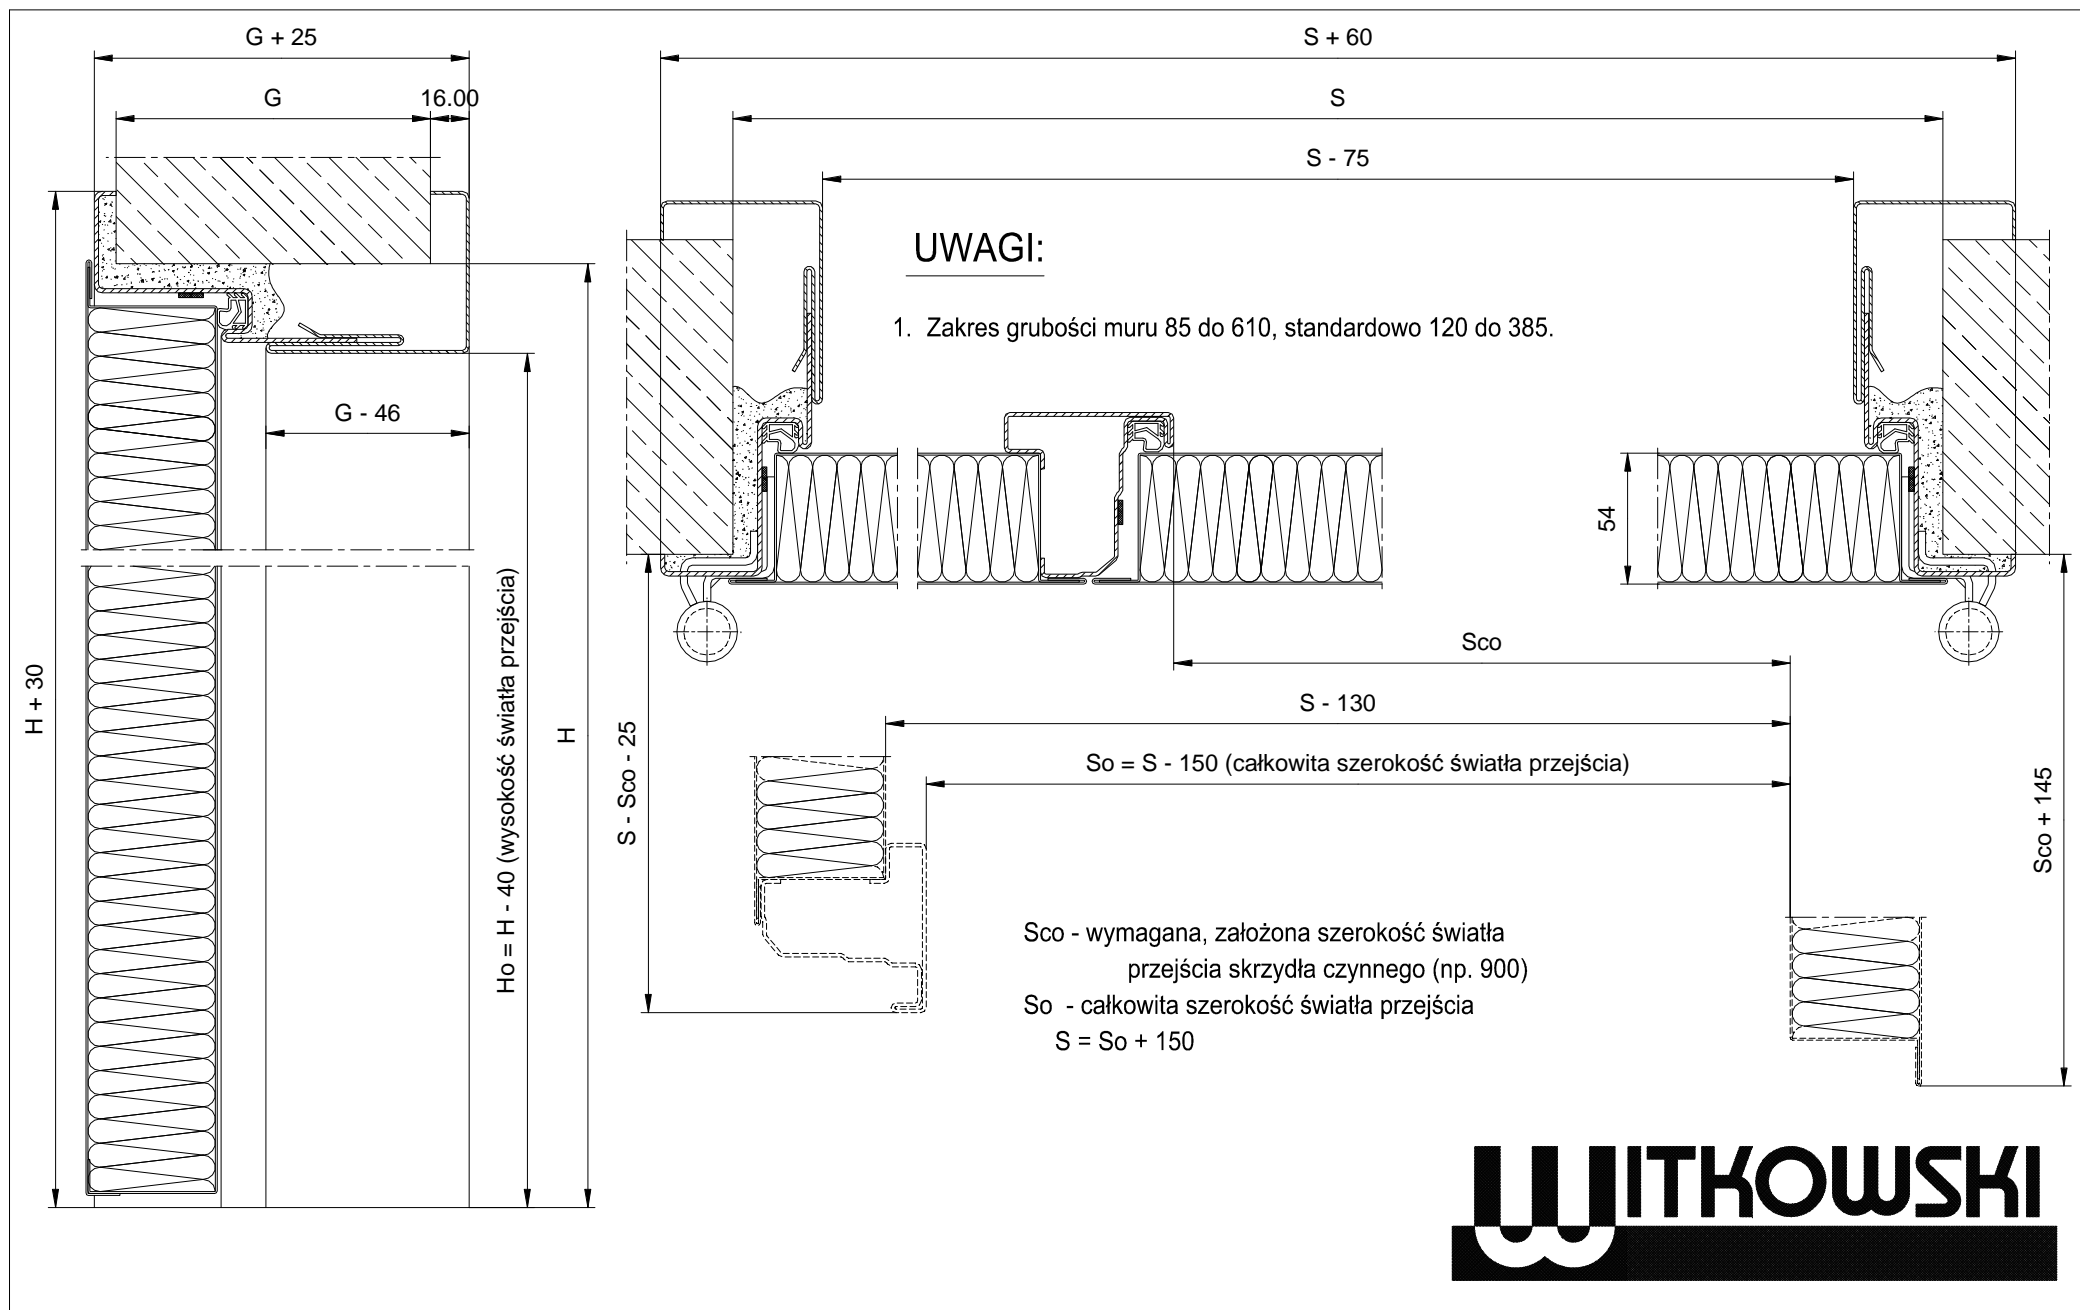 G + 25
S + 60
G
16.00
S
S - 75
UWAGI:
1. Zakres grubości muru 85 do 610, standardowo 120 do 385.
G - 46
54
H + 30
Ho = H - 40 (wysokość światła przejścia)
H
Sco
S - 130
S - Sco - 25
So = S - 150 (całkowita szerokość światła przejścia)
Sco + 145
Sco - wymagana, założona szerokość światła
przejścia skrzydła czynnego (np. 900)
So - całkowita szerokość światła przejścia
S = So + 150
WITKOWSKI